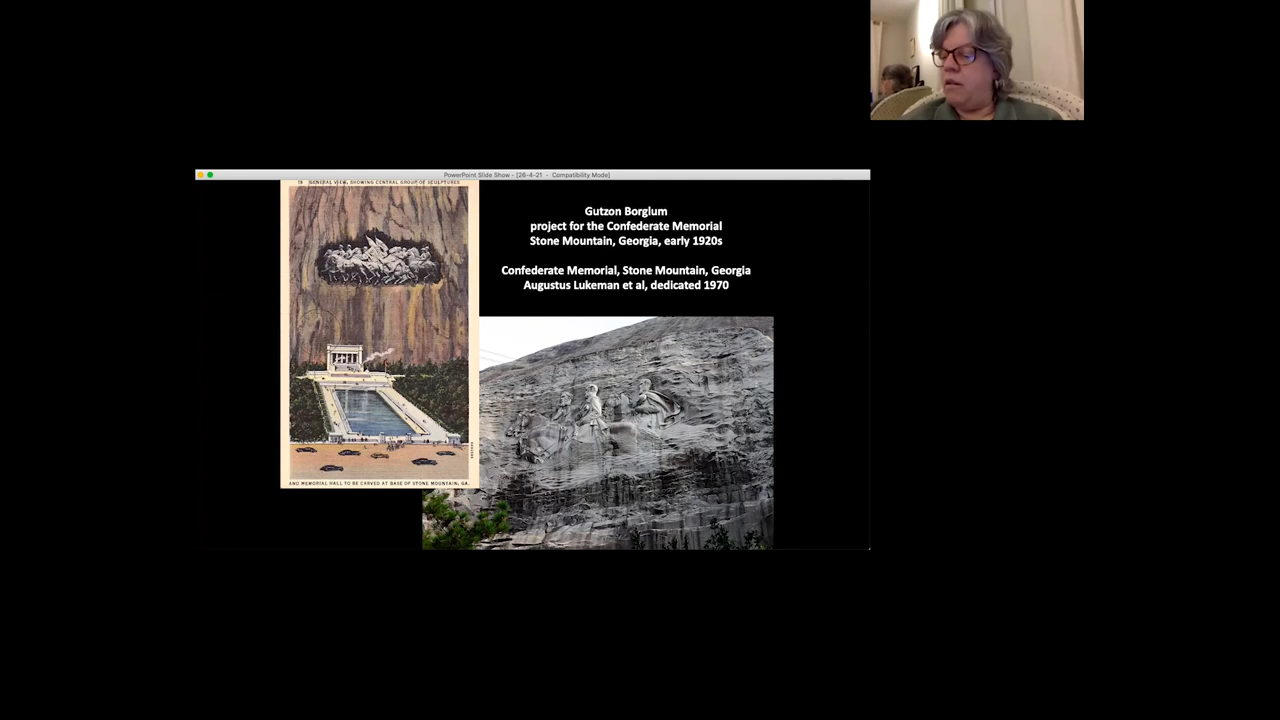 PowerPoint Slide Show - [26-4-21 - Compatibility Mode]
19 GENERAL VIEW, SHOWING CENTRAL GROUP OF SCULPTURES
AND MEMORIAL HALL TO BE CARVED AT BASE OF STONE MOUNTAIN, GA.
Gutzon Borglum
project for the Confederate Memorial
Stone Mountain, Georgia, early 1920s
Confederate Memorial, Stone Mountain, Georgia
Augustus Lukeman et al, dedicated 1970